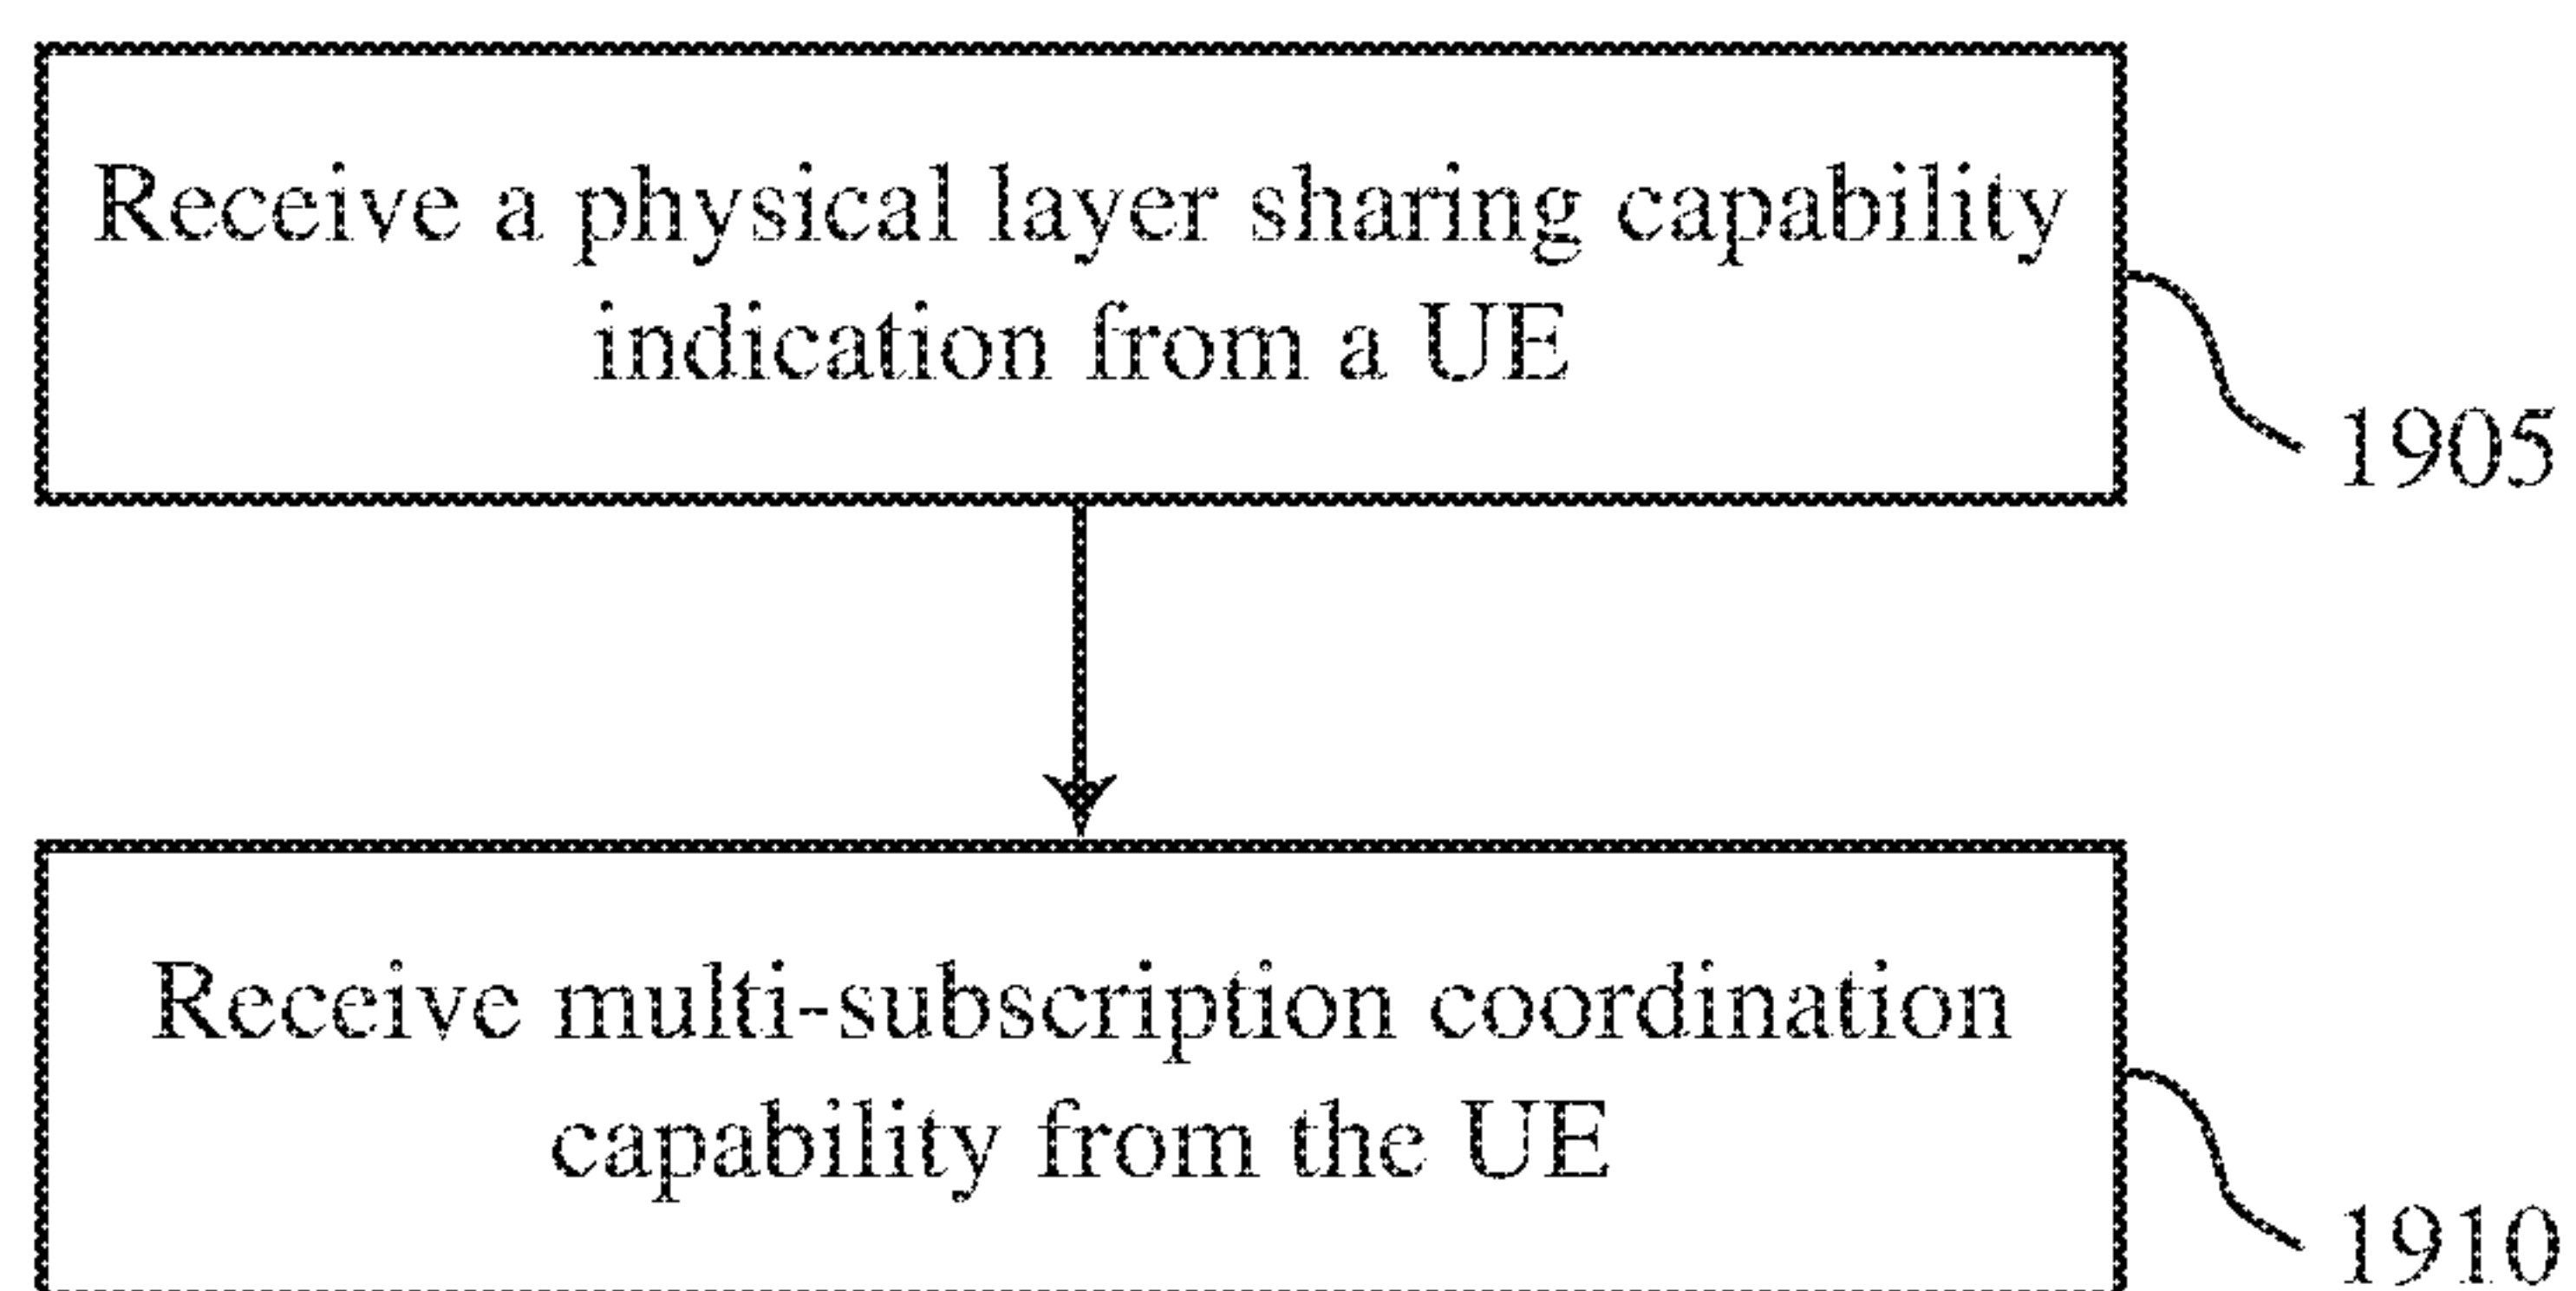 Receive a physical layer sharing capability
indication from a UE
1905
Receive multi-subscription coordination
capability from the UE
1910